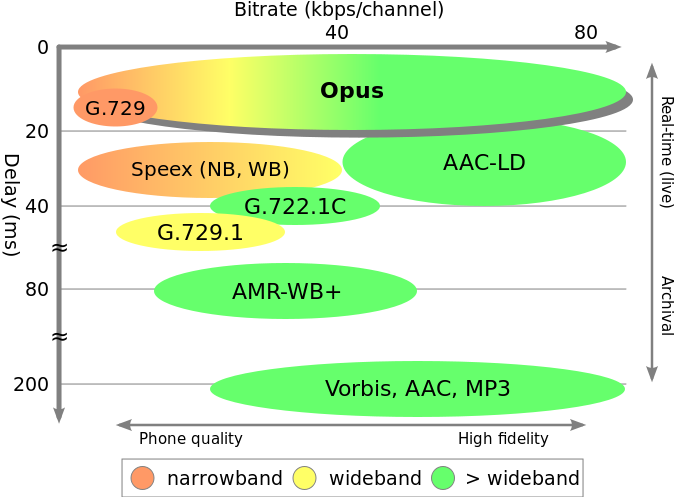 Bitrate (kbps/channel)
0
40
80
Opus
G.729
20
Speex (NB, WB)
AAC-LD
40
G.722.1C
G.729.1
≈
80
AMR-WB+
≈
200
Vorbis, AAC, MP3
Delay (ms)
Real-time (live)
Archival
Phone quality
High fidelity
narrowband
wideband
> wideband